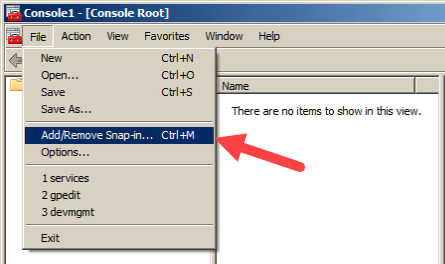 Console1 - [Console Root]
File Action View Favorites Window Help
New Ctrl+N
Open... Ctrl+O
Save Ctrl+S
Save As...
Add/Remove Snap-in... Ctrl+M
Options...
1 services
2 gpedit
3 devmgmt
Exit
Name
There are no items to show in this view.